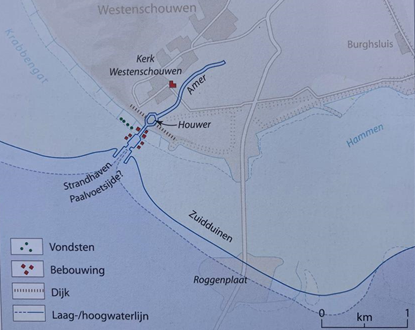 Westenschouwen
Krabbengat
Kerk
Westenschouwen
Burghsluis
Amer
Houwer
Hammen
Strandhaven
Paalvoetsijde?
Zuidduinen
Roggenplaat
Vondsten
Bebouwing
Dijk
Laag-/hoogwaterlijn
0 km 1